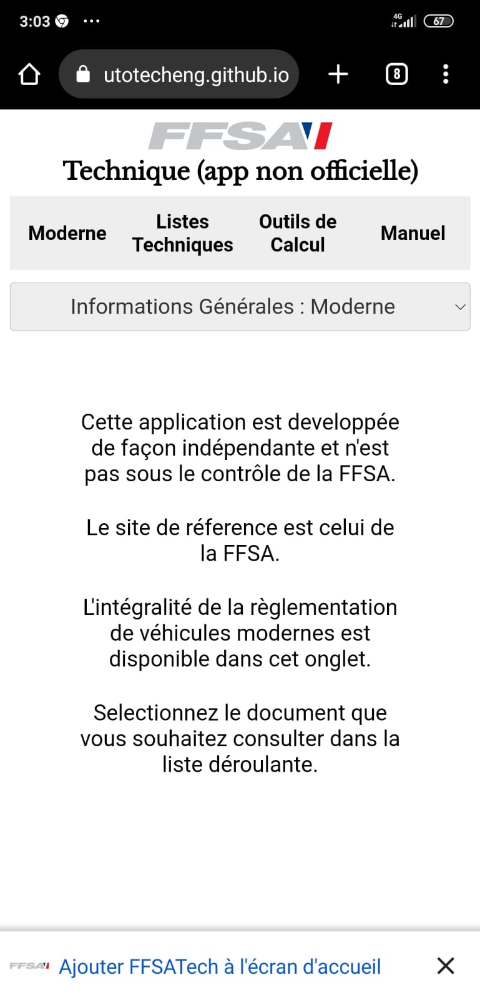 3:03
4G
67
utotecheng.github.io
8
FFSA
Technique (app non officielle)
Moderne
Listes
Techniques
Outils de
Calcul
Manuel
Informations Générales : Moderne
Cette application est developpée
de façon indépendante et n'est
pas sous le contrôle de la FFSA.
Le site de réference est celui de
la FFSA.
L'intégralité de la règlementation
de véhicules modernes est
disponible dans cet onglet.
Selectionnez le document que
vous souhaitez consulter dans la
liste déroulante.
FFSA Ajouter FFSATech à l'écran d'accueil